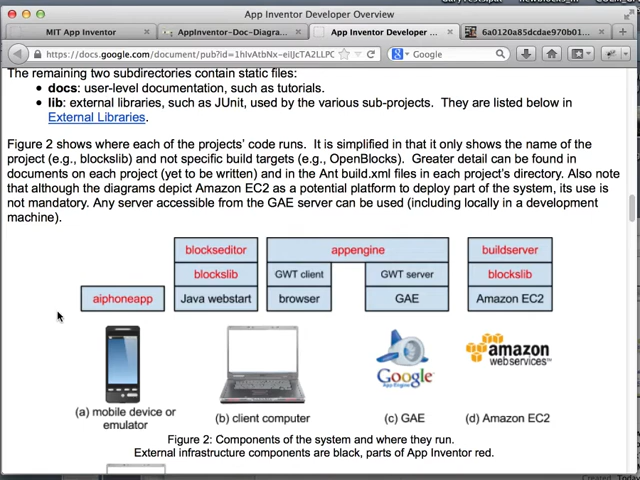 App Inventor Developer Overview
MIT App Inventor
AppInventor-Doc-Diagra...
App Inventor Developer ...
6a0120a85dcdae970b01...
https://docs.google.com/document/pub?id=1hIvAtbNx-eiIJcTA2LLPC
Google
The remaining two subdirectories contain static files:
• docs: user-level documentation, such as tutorials.
• lib: external libraries, such as JUnit, used by the various sub-projects. They are listed below in
External Libraries.
Figure 2 shows where each of the projects' code runs. It is simplified in that it only shows the name of the
project (e.g., blockslib) and not specific build targets (e.g., OpenBlocks). Greater detail can be found in
documents on each project (yet to be written) and in the Ant build.xml files in each project's directory. Also note
that although the diagrams depict Amazon EC2 as a potential platform to deploy part of the system, its use is
not mandatory. Any server accessible from the GAE server can be used (including locally in a development
machine).
blockseditor
appengine
buildserver
blockslib
GWT client
GWT server
blockslib
aiphoneapp
Java webstart
browser
GAE
Amazon EC2
Google
App Engine
amazon
webservices™
(a) mobile device or
emulator
(b) client computer
(c) GAE
(d) Amazon EC2
Figure 2: Components of the system and where they run.
External infrastructure components are black, parts of App Inventor red.